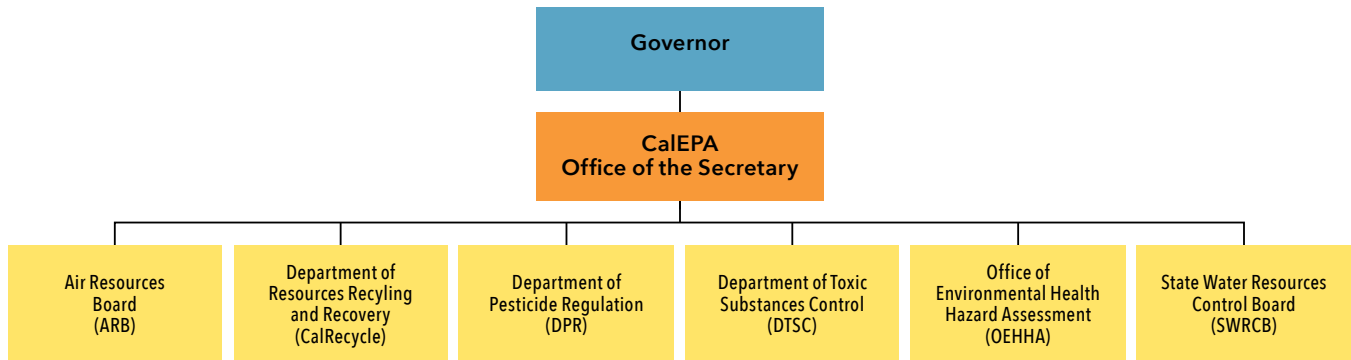 Governor
CalEPA
Office of the Secretary
Air Resources
Board
(ARB)
Department of
Resources Recyling
and Recovery
(CalRecycle)
Department of
Pesticide Regulation
(DPR)
Department of Toxic
Substances Control
(DTSC)
Office of
Environmental Health
Hazard Assessment
(OEHHA)
State Water Resources
Control Board
(SWRCB)